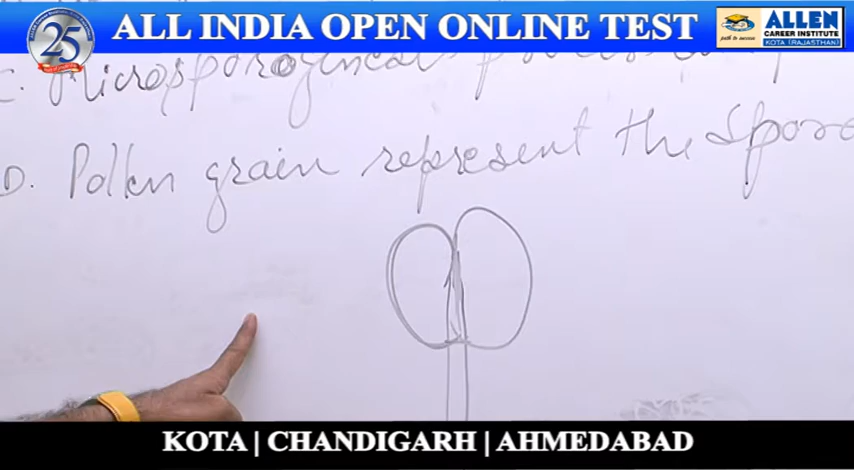 ALL INDIA OPEN ONLINE TEST
25
ALLEN
CAREER INSTITUTE
KOTA (RAJASTHAN)
path to success
C.
D. Pollen grain represent the Spore
KOTA | CHANDIGARH | AHMEDABAD